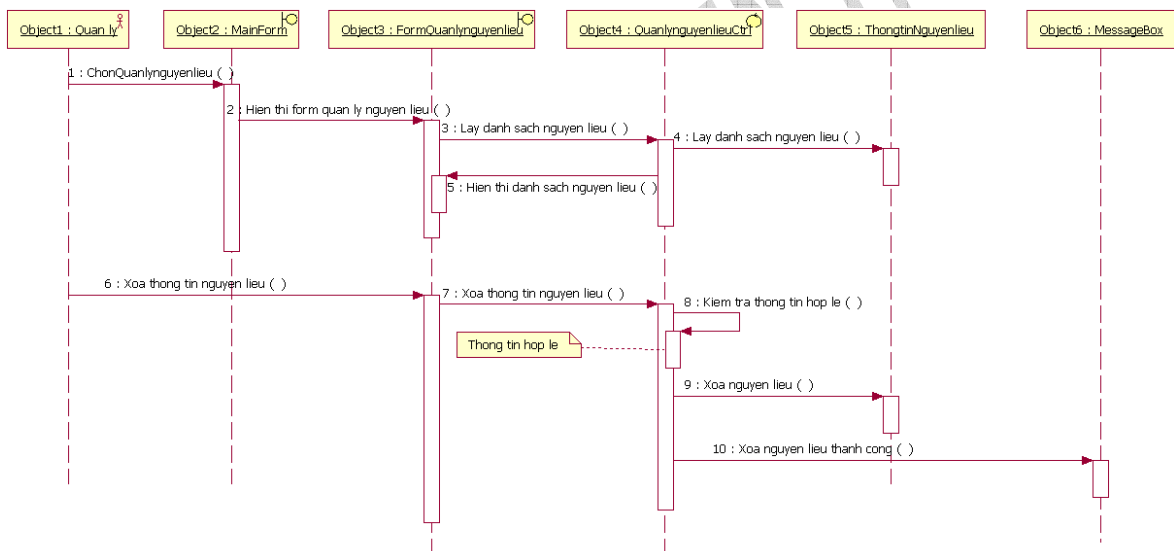 Object1 : Quan ly
Object2 : MainForm
Object3 : FormQuanlynguyenlieu
Object4 : QuanlynguyenlieuCtrl
Object5 : ThongtinNguyenlieu
Object6 : MessageBox
1 : ChonQuanlynguyenlieu ( )
2 : Hien thi form quan ly nguyen lieu ( )
3 : Lay danh sach nguyen lieu ( )
4 : Lay danh sach nguyen lieu ( )
5 : Hien thi danh sach nguyen lieu ( )
6 : Xoa thong tin nguyen lieu ( )
7 : Xoa thong tin nguyen lieu ( )
8 : Kiem tra thong tin hop le ( )
Thong tin hop le
9 : Xoa nguyen lieu ( )
10 : Xoa nguyen lieu thanh cong ( )